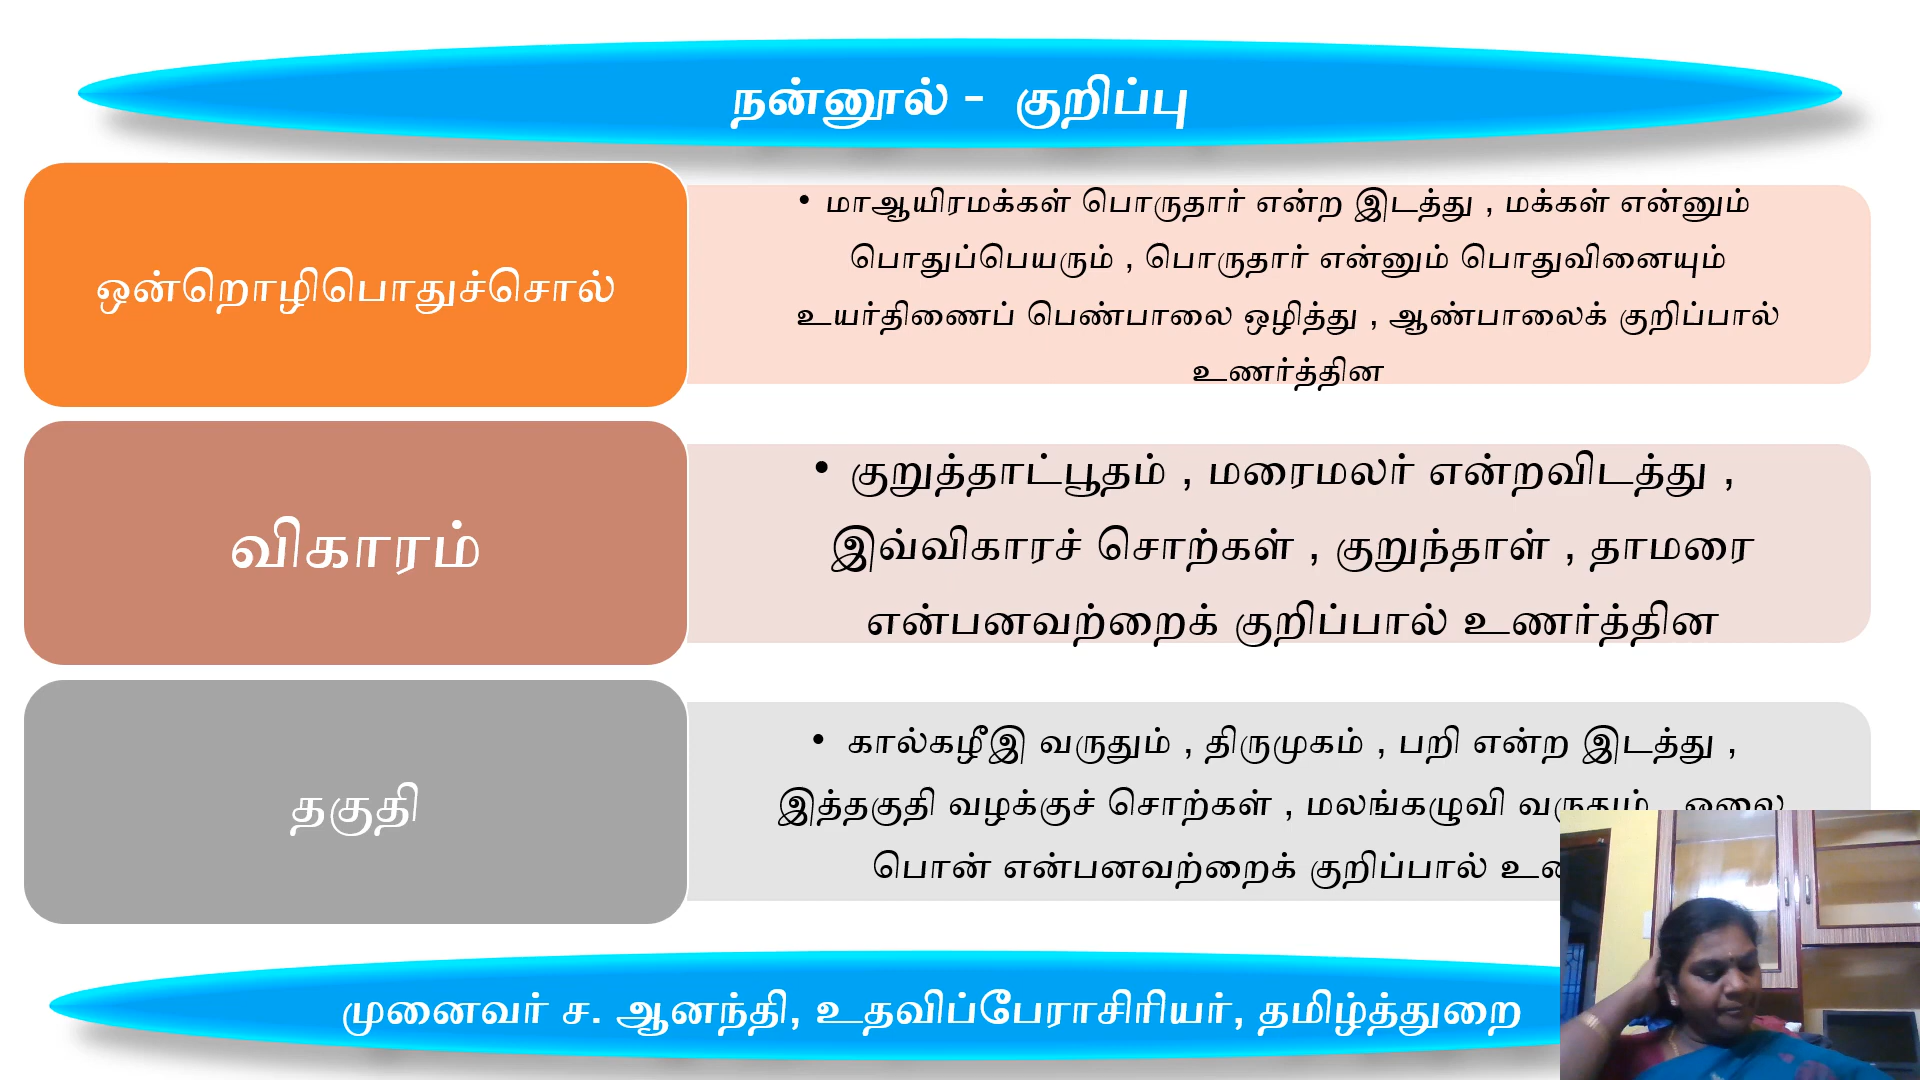 நன்னூல் - குறிப்பு
ஒன்றொழிபொதுச்சொல்
• மாஆயிரமக்கள் பொருதார் என்ற இடத்து , மக்கள் என்னும்
பொதுப்பெயரும் , பொருதார் என்னும் பொதுவினையும்
உயர்திணைப் பெண்பாலை ஒழித்து , ஆண்பாலைக் குறிப்பால்
உணர்த்தின
விகாரம்
• குறுத்தாட்பூதம் , மரைமலர் என்றவிடத்து ,
இவ்விகாரச் சொற்கள் , குறுந்தாள் , தாமரை
என்பனவற்றைக் குறிப்பால் உணர்த்தின
தகுதி
• கால்கழீஇ வருதும் , திருமுகம் , பறி என்ற இடத்து ,
இத்தகுதி வழக்குச் சொற்கள் , மலங்கழுவி வருதும் , ஓலை
பொன் என்பனவற்றைக் குறிப்பால்
முனைவர் ச. ஆனந்தி, உதவிப்பேராசிரியர், தமிழ்த்துறை